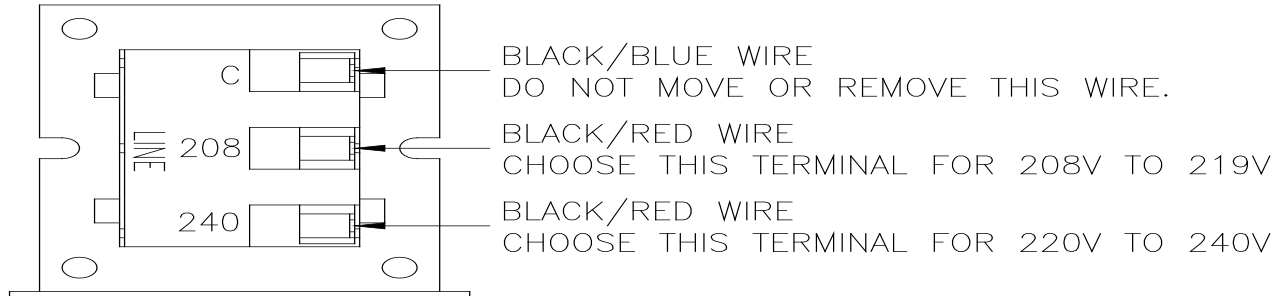 C
BLACK/BLUE WIRE
DO NOT MOVE OR REMOVE THIS WIRE.
LINE
208
BLACK/RED WIRE
CHOOSE THIS TERMINAL FOR 208V TO 219V
240
BLACK/RED WIRE
CHOOSE THIS TERMINAL FOR 220V TO 240V